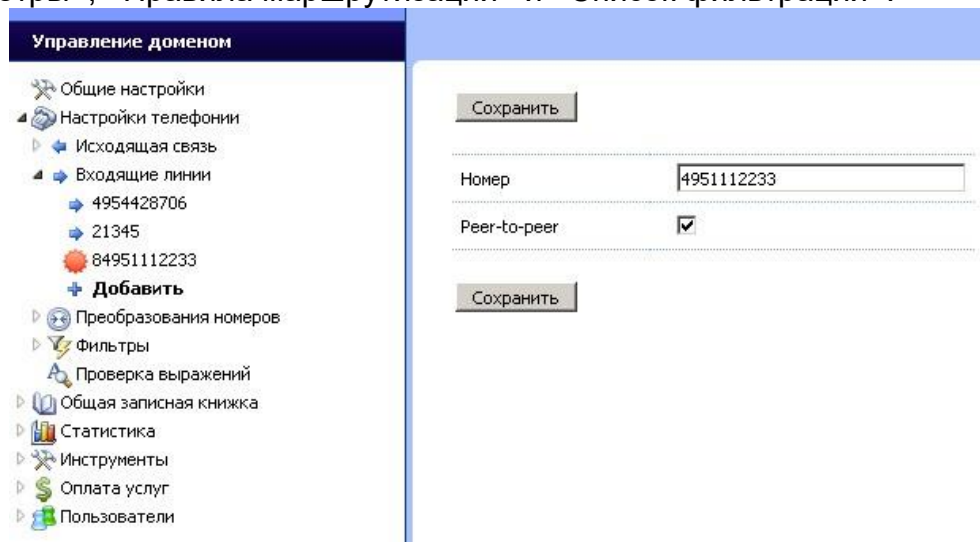 Управление доменом
Общие настройки
Настройки телефонии
Исходящая связь
Входящие линии
4954428706
21345
84951112233
Добавить
Преобразования номеров
Фильтры
Проверка выражений
Общая записная книжка
Статистика
Инструменты
Оплата услуг
Пользователи
Сохранить
Номер 4951112233
Peer-to-peer
Сохранить